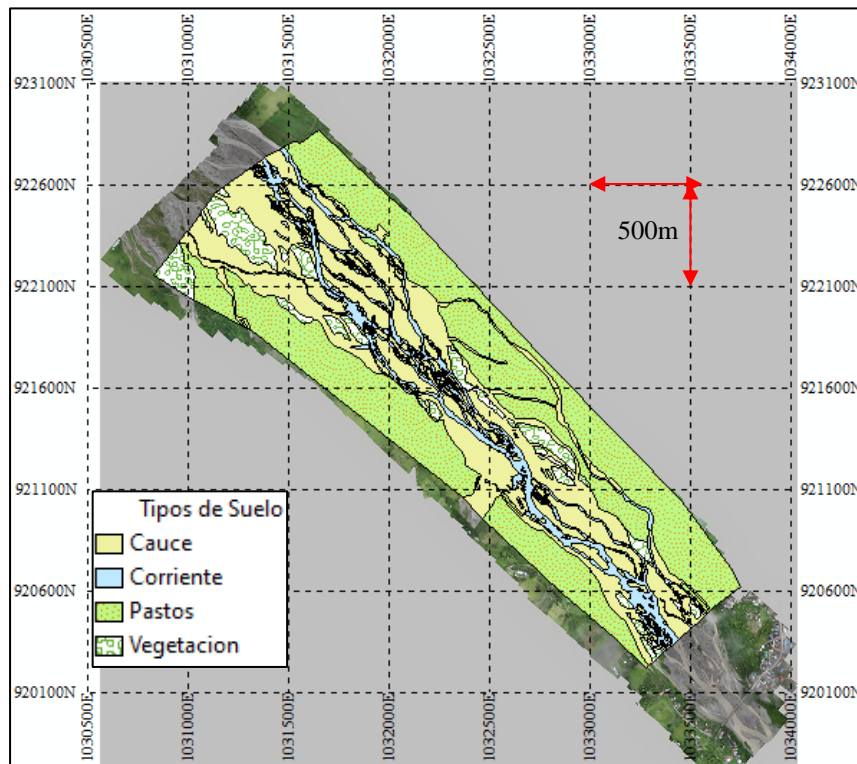 1030500E
1031000E
1031500E
1032000E
1032500E
1033000E
1033500E
1034000E
923100N
923100N
922600N
922600N
500m
922100N
922100N
921600N
921600N
921100N
921100N
Tipos de Suelo
Cauce
Corriente
Pastos
Vegetacion
920600N
920600N
920100N
920100N
1030500E
1031000E
1031500E
1032000E
1032500E
1033000E
1033500E
1034000E